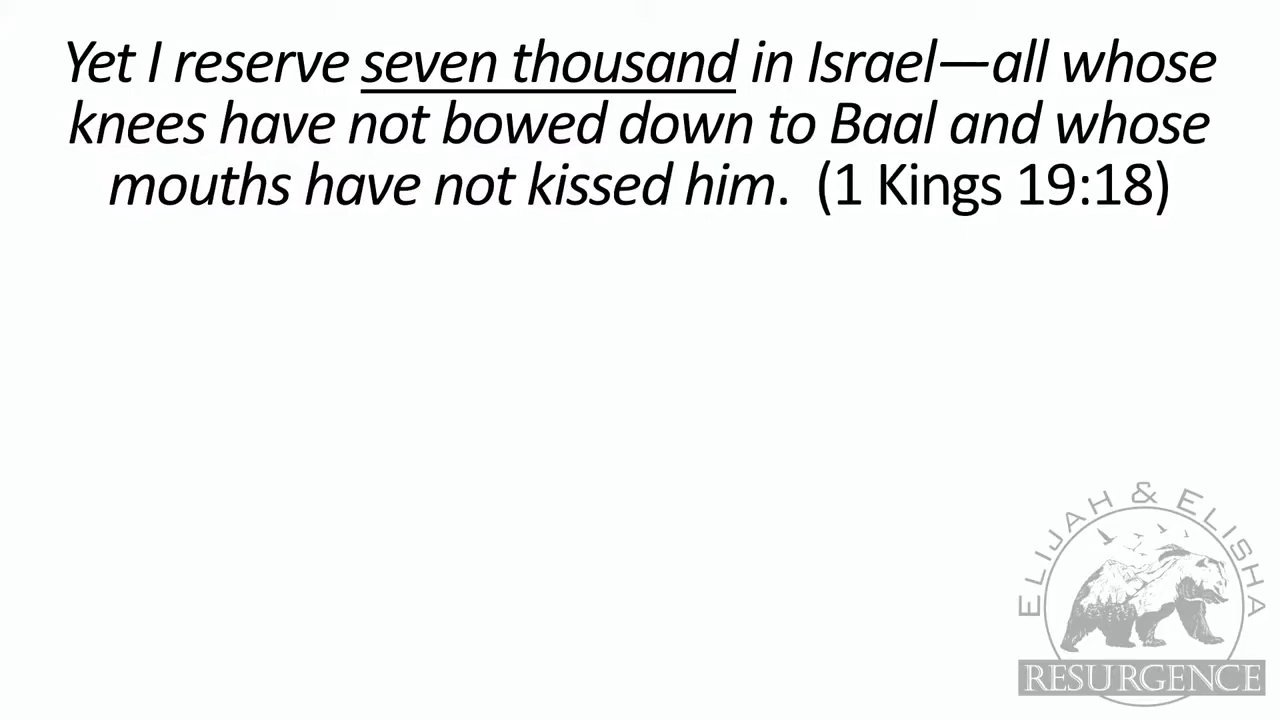 Yet I reserve seven thousand in Israel—all whose
knees have not bowed down to Baal and whose
mouths have not kissed him.  (1 Kings 19:18)
ELIJAH & ELISHA
RESURGENCE